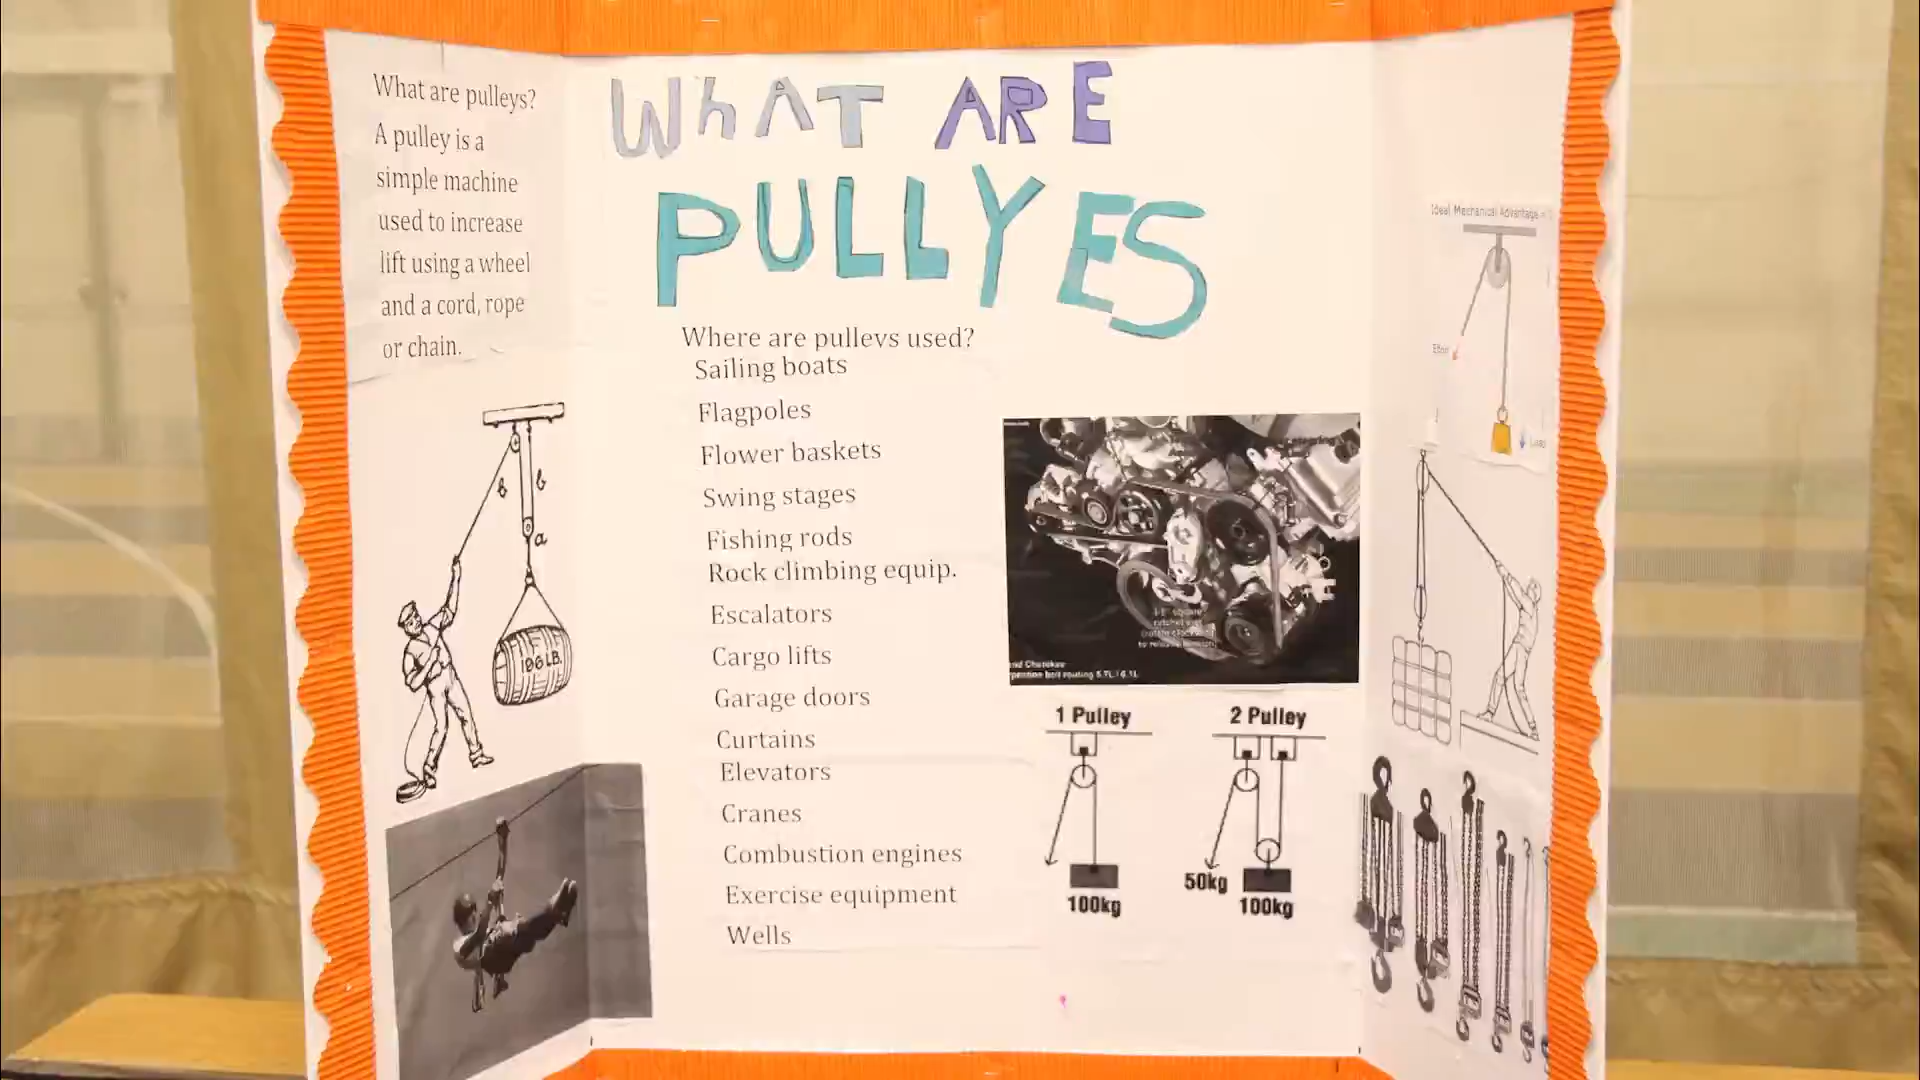 What are pulleys?
A pulley is a
simple machine
used to increase
lift using a wheel
and a cord, rope
or chain.
b b
a
196 LB.
WhAT ARE
PULLYES
Where are pulleys used?
Sailing boats
Flagpoles
Flower baskets
Swing stages
Fishing rods
Rock climbing equip.
Escalators
Cargo lifts
Garage doors
Curtains
Elevators
Cranes
Combustion engines
Exercise equipment
Wells
1 Pulley
100kg
2 Pulley
50kg
100kg
Ideal Mechanical Advantage =
Effort
Load